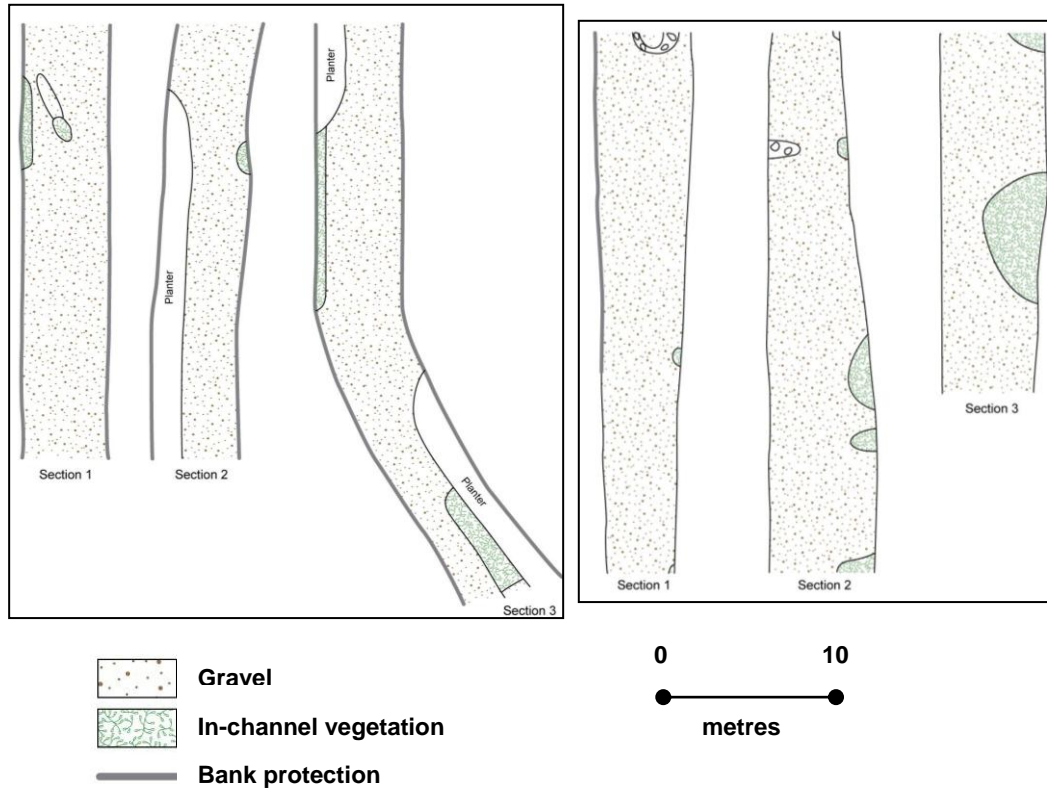 Planter
Planter
Planter
Section 1
Section 2
Section 3
Section 1
Section 2
Section 3
Gravel
In-channel vegetation
Bank protection
0 10
metres